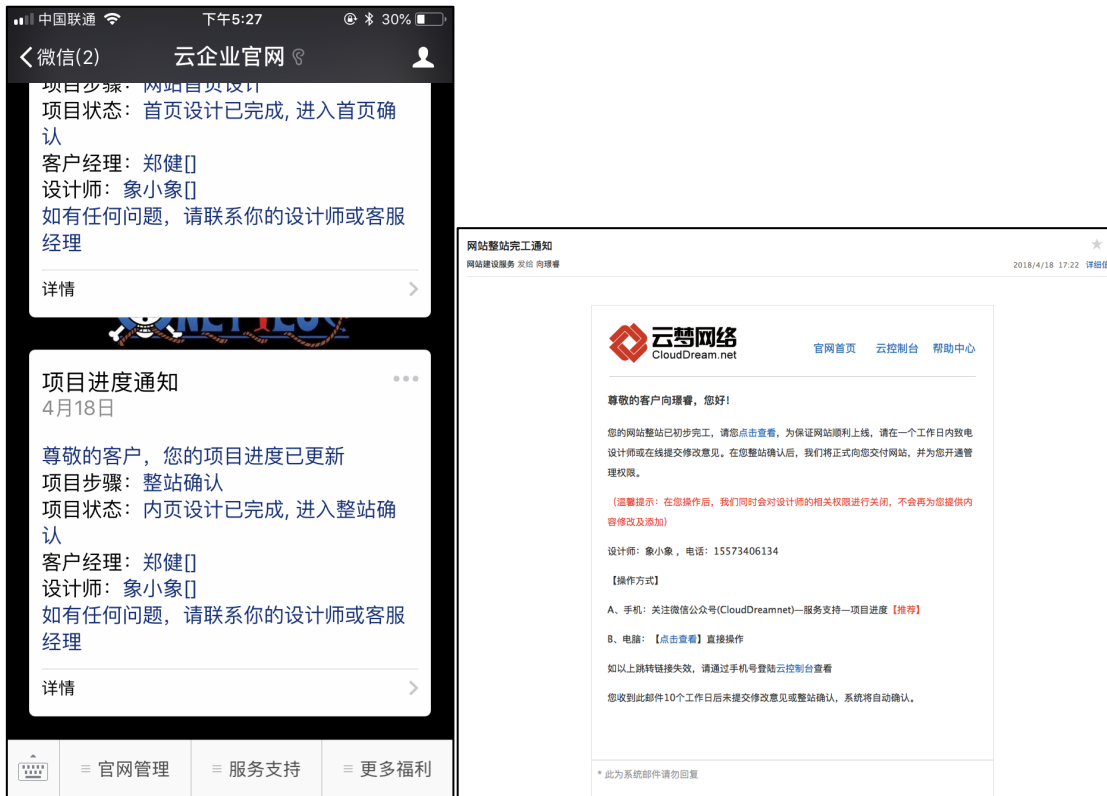 中国联通
下午5:27
30%
微信(2)
云企业官网
项目步骤：网站首页设计
项目状态：首页设计已完成, 进入首页确
认
客户经理：郑健[]
设计师：象小象[]
如有任何问题，请联系你的设计师或客服
经理
详情
项目进度通知
4月18日
尊敬的客户，您的项目进度已更新
项目步骤：整站确认
项目状态：内页设计已完成, 进入整站确
认
客户经理：郑健[]
设计师：象小象[]
如有任何问题，请联系你的设计师或客服
经理
详情
官网管理
服务支持
更多福利
网站整站完工通知
网站建设服务 发给 向璟睿
2018/4/18 17:22 详细信
云梦网络
CloudDream.net
官网首页 云控制台 帮助中心
尊敬的客户向璟睿，您好!
您的网站整站已初步完工，请您点击查看，为保证网站顺利上线，请在一个工作日内致电
设计师或在线提交修改意见。在您整站确认后，我们将正式向您交付网站，并为您开通管
理权限。
（温馨提示：在您操作后，我们同时会对设计师的相关权限进行关闭，不会再为您提供内
容修改及添加）
设计师：象小象 ，电话：15573406134
【操作方式】
A、手机：关注微信公众号(CloudDreamnet)—服务支持—项目进度【推荐】
B、电脑：【点击查看】直接操作
如以上跳转链接失效，请通过手机号登陆云控制台查看
您收到此邮件10个工作日后未提交修改意见或整站确认，系统将自动确认。
* 此为系统邮件请勿回复